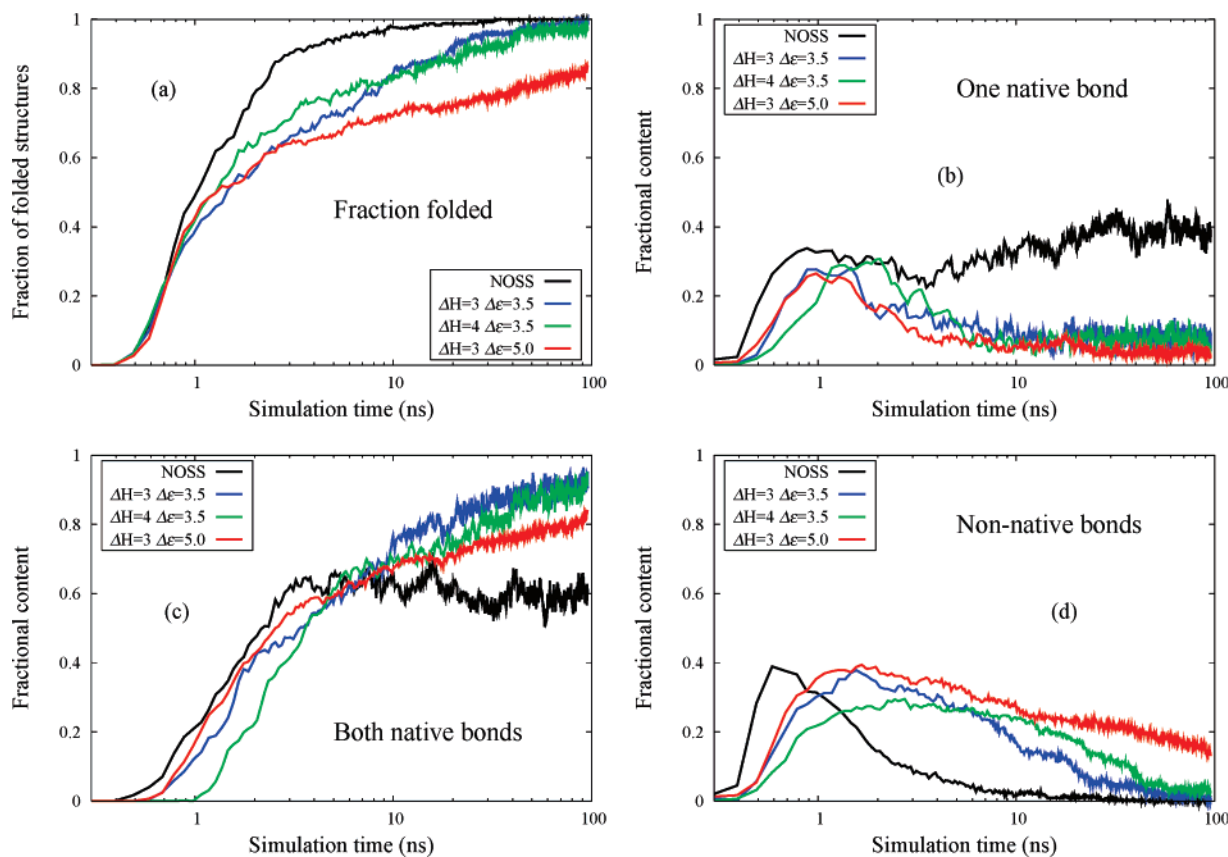 1
0.8
0.6
0.4
0.2
0
Fraction of folded structures
(a)
Fraction folded
NOSS
ΔH=3 Δε=3.5
ΔH=4 Δε=3.5
ΔH=3 Δε=5.0
1
10
100
Simulation time (ns)
1
0.8
0.6
0.4
0.2
0
Fractional content
NOSS
ΔH=3 Δε=3.5
ΔH=4 Δε=3.5
ΔH=3 Δε=5.0
One native bond
(b)
1
10
100
Simulation time (ns)
1
0.8
0.6
0.4
0.2
0
Fractional content
NOSS
ΔH=3 Δε=3.5
ΔH=4 Δε=3.5
ΔH=3 Δε=5.0
(c)
Both native bonds
1
10
100
Simulation time (ns)
1
0.8
0.6
0.4
0.2
0
Fractional content
NOSS
ΔH=3 Δε=3.5
ΔH=4 Δε=3.5
ΔH=3 Δε=5.0
Non-native bonds
(d)
1
10
100
Simulation time (ns)